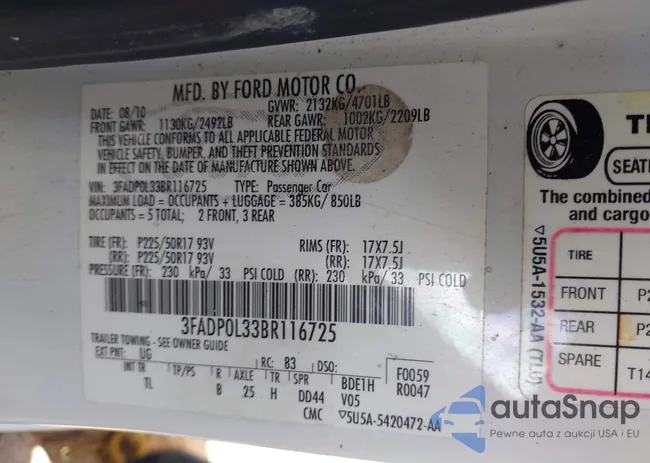 MFD. BY FORD MOTOR CO.
DATE: 08/10 GVWR: 2132KG/4701LB
FRONT GAWR: 1130KG/2492LB REAR GAWR: 1002KG/2209LB
THIS VEHICLE CONFORMS TO ALL APPLICABLE FEDERAL MOTOR
VEHICLE SAFETY, BUMPER, AND THEFT PREVENTION STANDARDS
IN EFFECT ON THE DATE OF MANUFACTURE SHOWN ABOVE.
VIN: 3FADP0L33BR116725 TYPE: Passenger Car
MAXIMUM LOAD = OCCUPANTS + LUGGAGE = 385KG/ 850LB
OCCUPANTS = 5 TOTAL; 2 FRONT, 3 REAR
TIRE (FR): P225/50R17 93V RIMS (FR): 17X7.5J
(RR): P225/50R17 93V (RR): 17X7.5J
PRESSURE (FR): 230 kPa/ 33 PSI COLD (RR): 230 kPa/ 33 PSI COLD
3FADP0L33BR116725
TRAILER TOWING - SEE OWNER GUIDE
EXT PNT: UG RC: 83 DSO: F0059
INT TR TP/PS R AXLE TR SPR BDE1H R0047
TL B 25 H DD44 V05
CMC ▽5U5A-5420472-AA
SEATI
The combined
and cargo
▽5U5A-1532-AA (TLU)
TIRE
FRONT P2
REAR P2
SPARE T14
autoSnap
Pewne auta z aukcji USA i EU